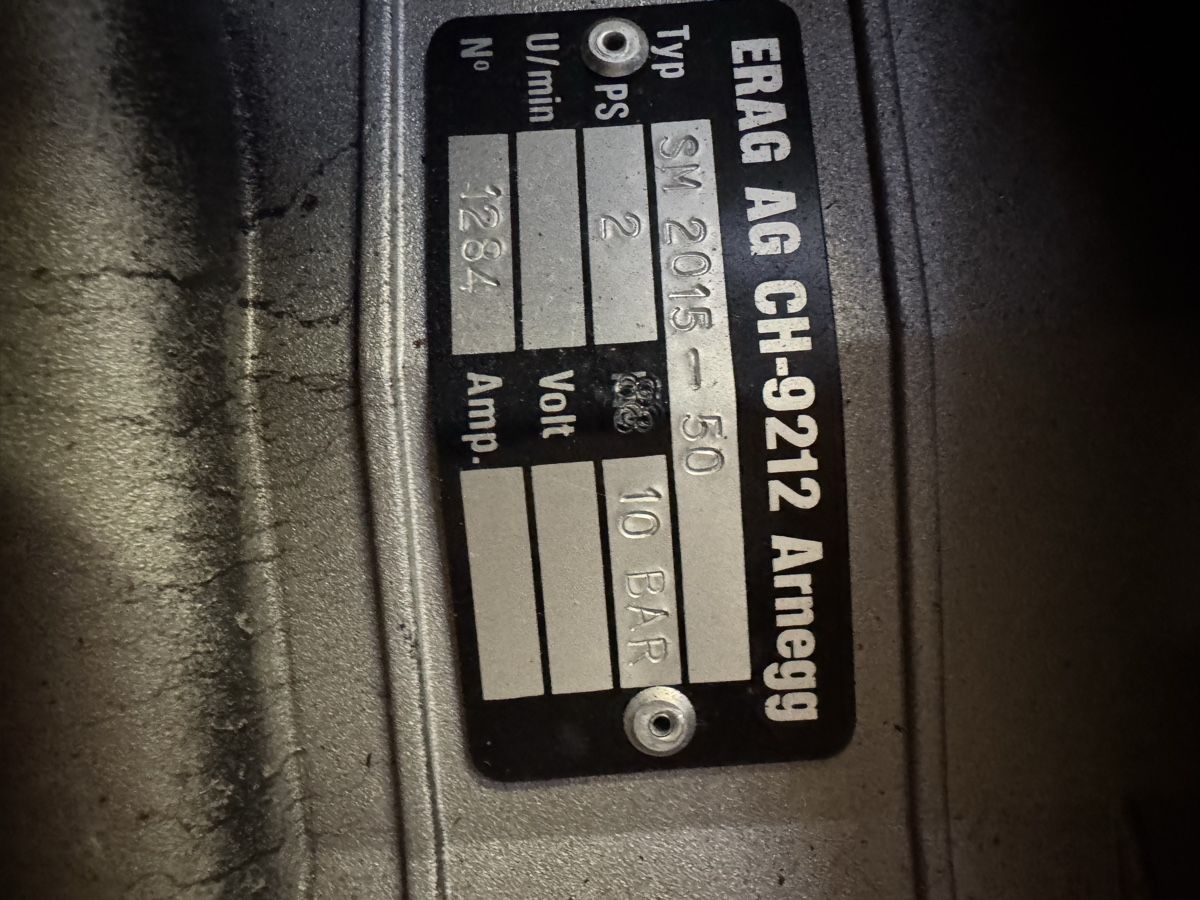 ERAG AG CH-9212 Arnegg
Typ SM 2015-50
PS 2 10 BAR
U/min Volt
Nº 1284 Amp.